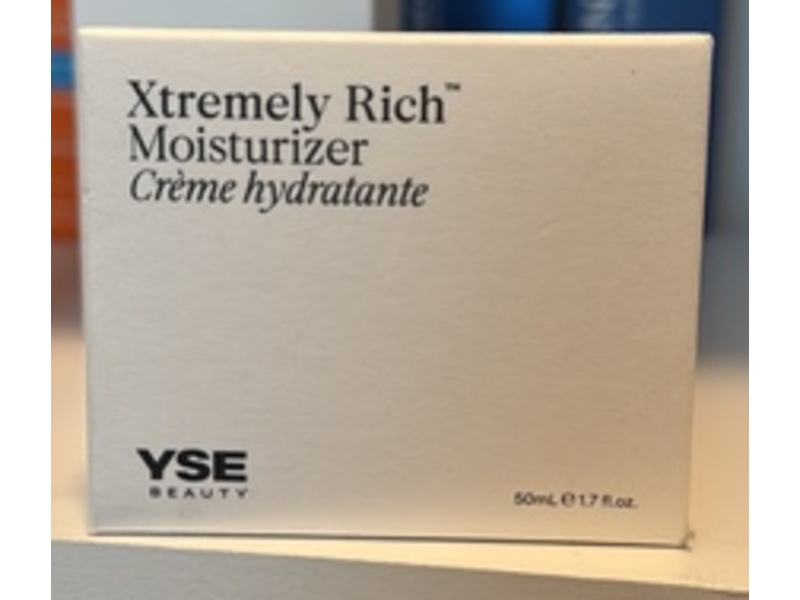 Xtremely Rich™
Moisturizer
Crème hydratante
YSE
BEAUTY
50mL ℮ 1.7 fl.oz.